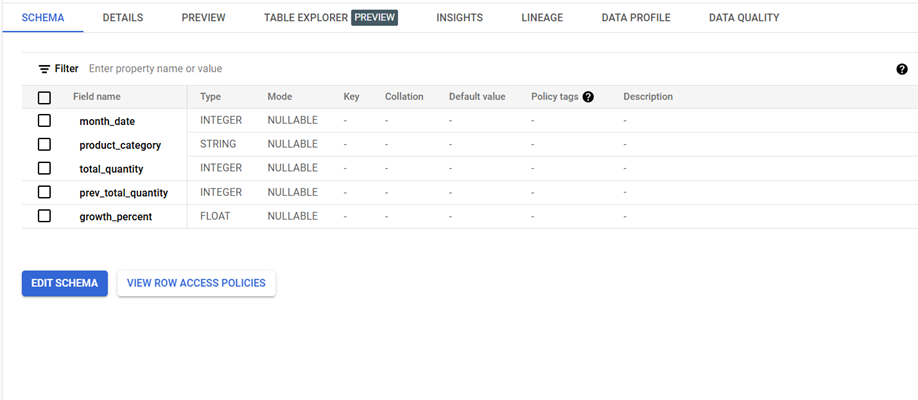 SCHEMA DETAILS PREVIEW TABLE EXPLORER PREVIEW INSIGHTS LINEAGE DATA PROFILE DATA QUALITY
Filter Enter property name or value ?
Field name Type Mode Key Collation Default value Policy tags ? Description
month_date INTEGER NULLABLE - - - - -
product_category STRING NULLABLE - - - - -
total_quantity INTEGER NULLABLE - - - - -
prev_total_quantity INTEGER NULLABLE - - - - -
growth_percent FLOAT NULLABLE - - - - -
EDIT SCHEMA VIEW ROW ACCESS POLICIES